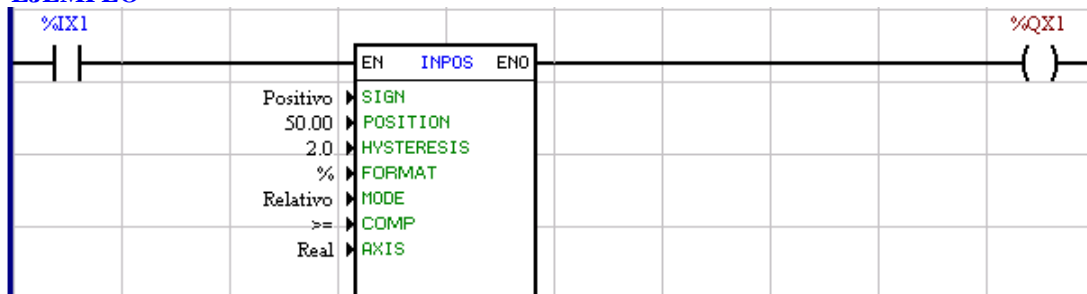 EJEMPLO
%IX1 %QX1
EN INPOS ENO
Positivo SIGN
50.00 POSITION
2.0 HYSTERESIS
% FORMAT
Relativo MODE
>= COMP
Real AXIS